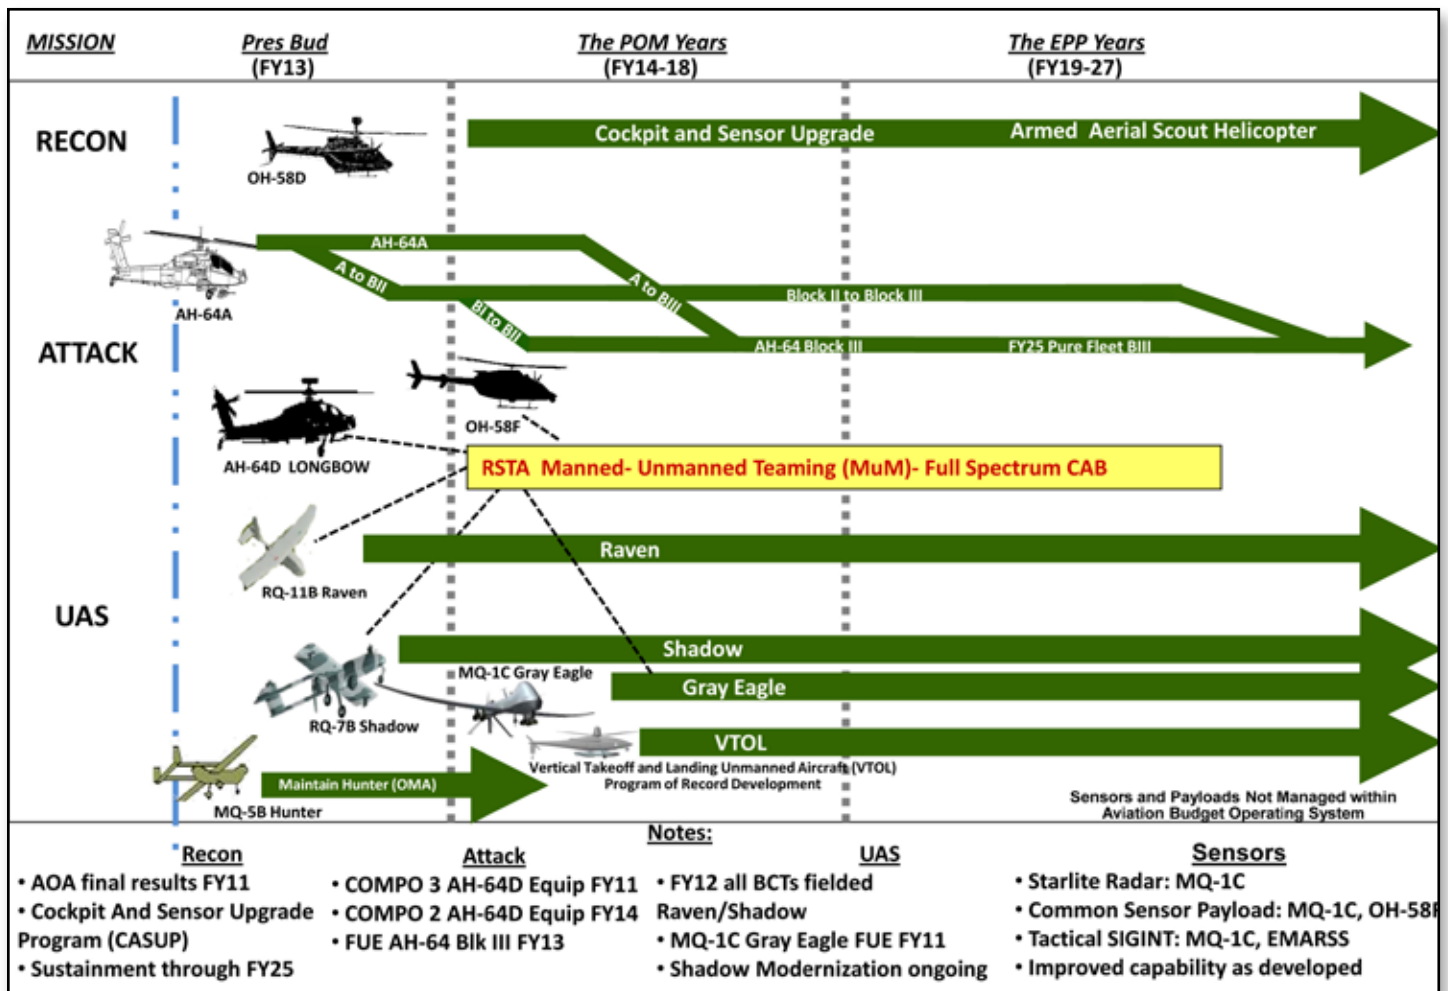 MISSION
Pres Bud
(FY13)
The POM Years
(FY14-18)
The EPP Years
(FY19-27)
RECON
OH-58D
Cockpit and Sensor Upgrade
Armed Aerial Scout Helicopter
AH-64A
AH-64A
A to BII
A to BIII
Block II to Block III
BI to BII
AH-64 Block III
FY25 Pure Fleet BIII
ATTACK
OH-58F
AH-64D LONGBOW
RSTA Manned- Unmanned Teaming (MuM)- Full Spectrum CAB
Raven
RQ-11B Raven
UAS
Shadow
MQ-1C Gray Eagle
Gray Eagle
RQ-7B Shadow
VTOL
Vertical Takeoff and Landing Unmanned Aircraft (VTOL)
Program of Record Development
Maintain Hunter (OMA)
MQ-5B Hunter
Sensors and Payloads Not Managed within
Aviation Budget Operating System
Notes:
Recon
• AOA final results FY11
• Cockpit And Sensor Upgrade
Program (CASUP)
• Sustainment through FY25
Attack
• COMPO 3 AH-64D Equip FY11
• COMPO 2 AH-64D Equip FY14
• FUE AH-64 Blk III FY13
UAS
• FY12 all BCTs fielded
Raven/Shadow
• MQ-1C Gray Eagle FUE FY11
• Shadow Modernization ongoing
Sensors
• Starlite Radar: MQ-1C
• Common Sensor Payload: MQ-1C, OH-58F
• Tactical SIGINT: MQ-1C, EMARSS
• Improved capability as developed